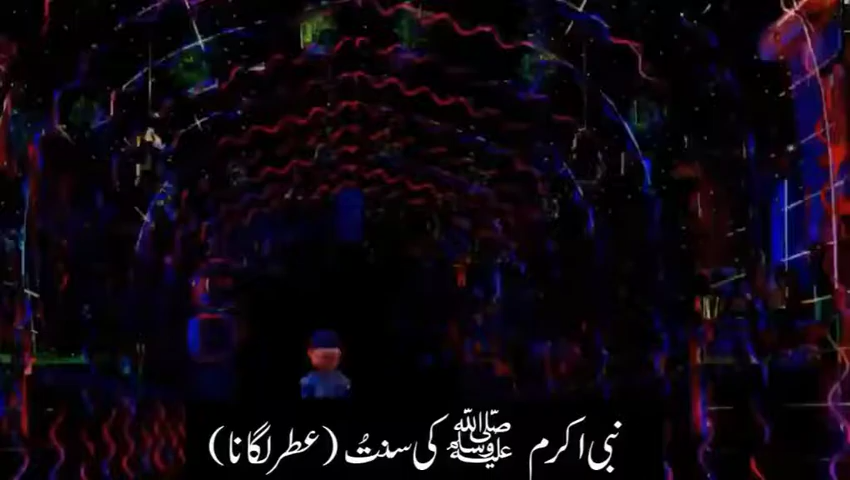 نبی اکرم ﷺ کی سنتُ (عطر لگانا)